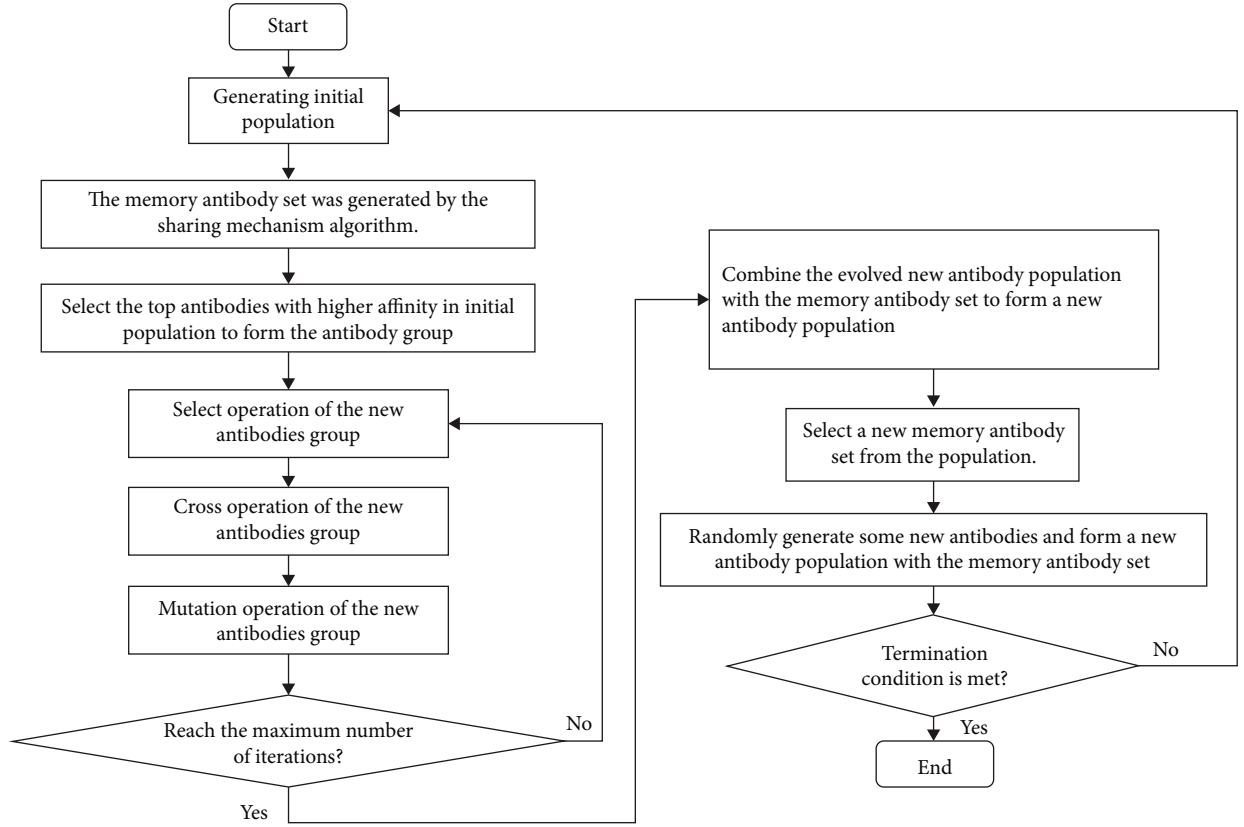 Start
Generating initial
population
The memory antibody set was generated by the
sharing mechanism algorithm.
Select the top antibodies with higher affinity in initial
population to form the antibody group
Select operation of the new
antibodies group
Cross operation of the new
antibodies group
Mutation operation of the new
antibodies group
Reach the maximum number
of iterations?
No
Yes
Combine the evolved new antibody population
with the memory antibody set to form a new
antibody population
Select a new memory antibody
set from the population.
Randomly generate some new antibodies and form a new
antibody population with the memory antibody set
Termination
condition is met?
No
Yes
End